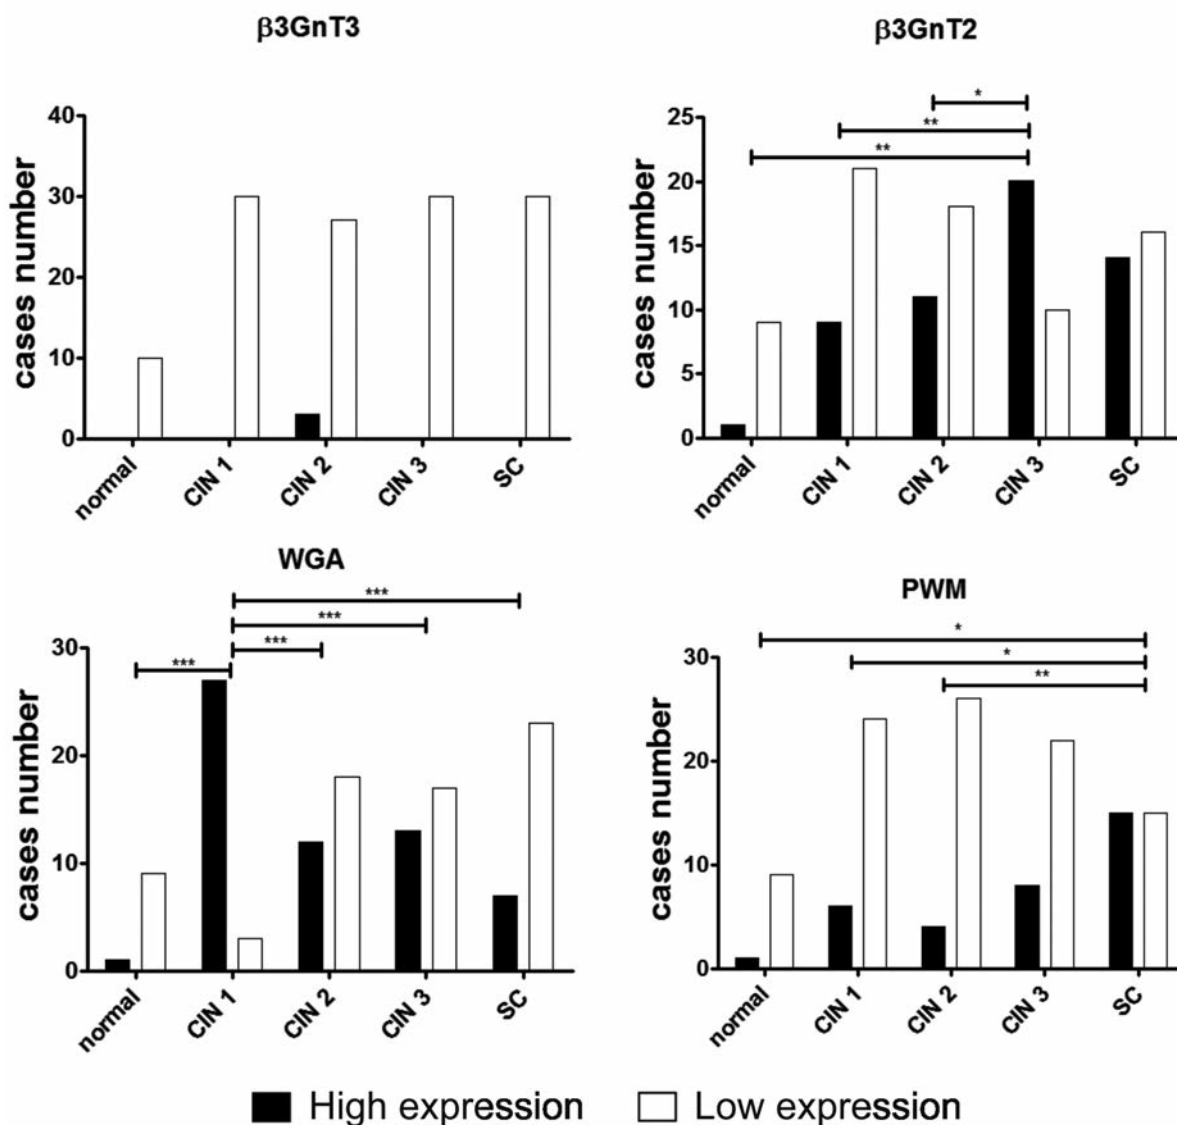 β3GnT3
cases number
40
30
20
10
0
normal
CIN 1
CIN 2
CIN 3
SC
β3GnT2
*
**
**
cases number
25
20
15
10
5
0
normal
CIN 1
CIN 2
CIN 3
SC
WGA
***
***
***
***
cases number
30
20
10
0
normal
CIN 1
CIN 2
CIN 3
SC
PWM
*
*
**
cases number
30
20
10
0
normal
CIN 1
CIN 2
CIN 3
SC
High expression
Low expression